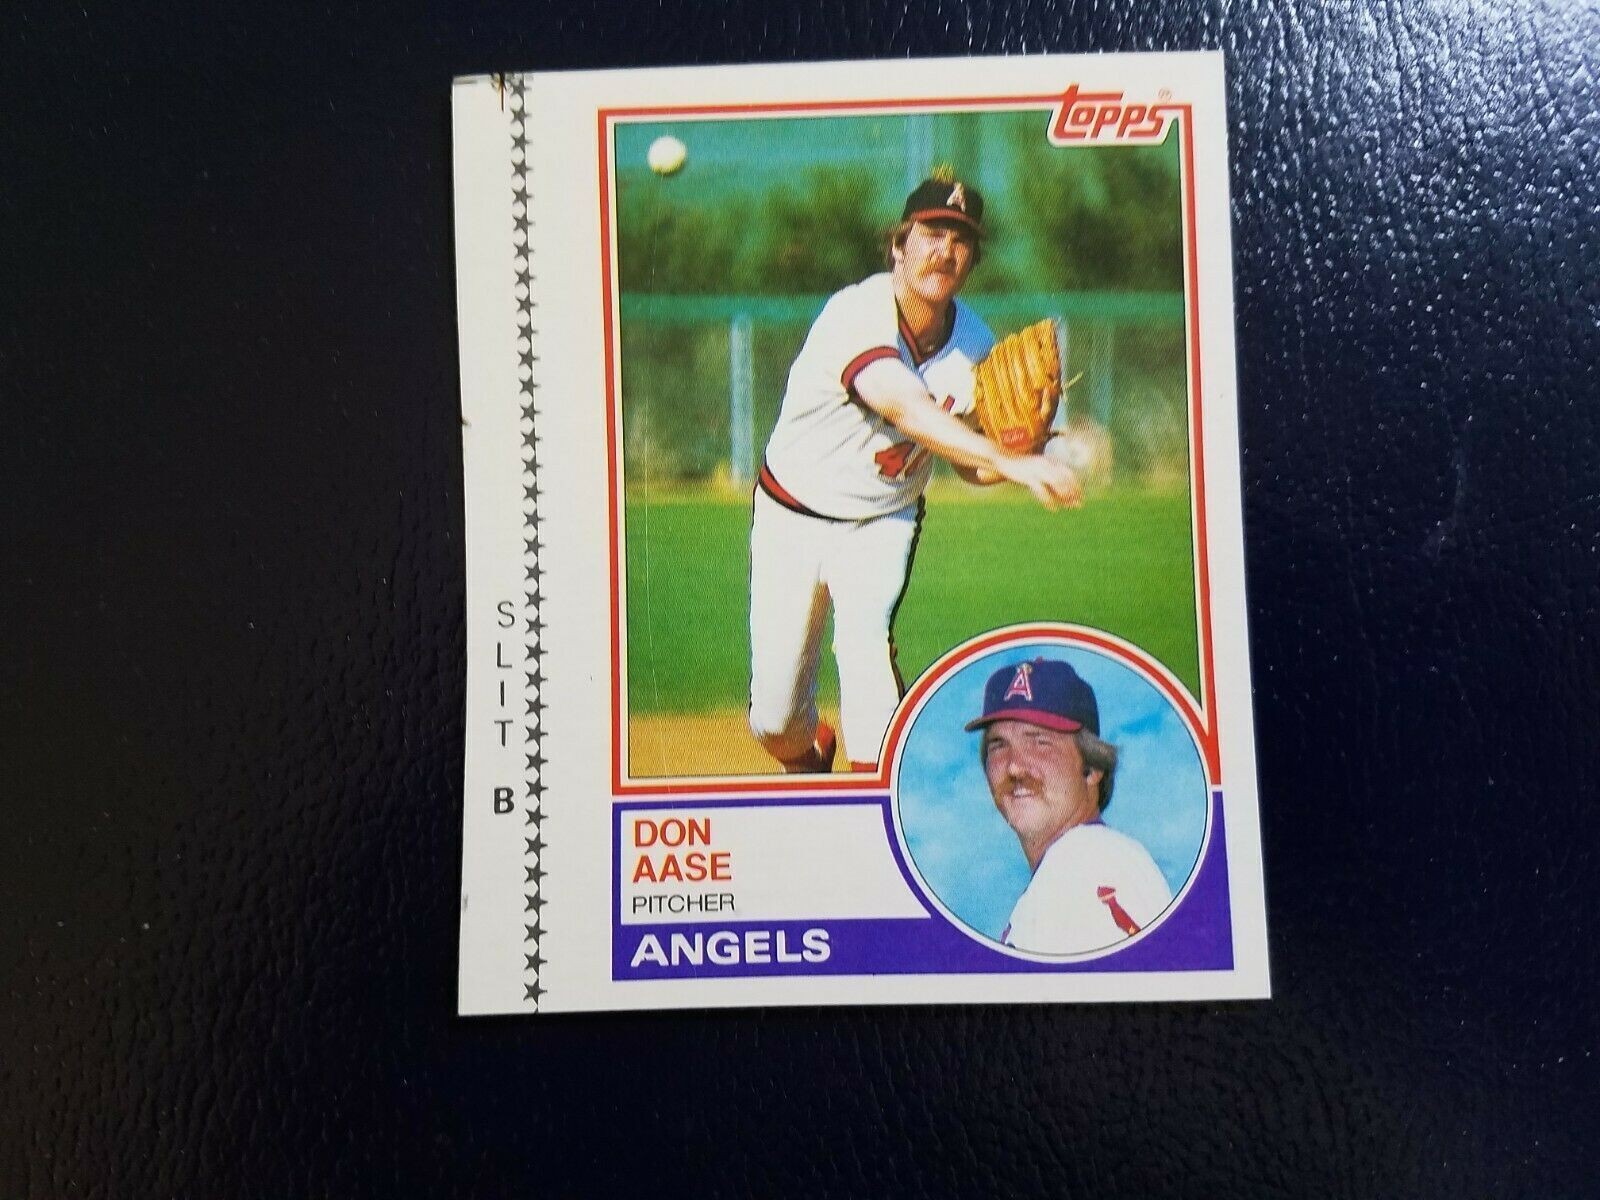 topps®
SLIT B
DON
AASE
PITCHER
ANGELS